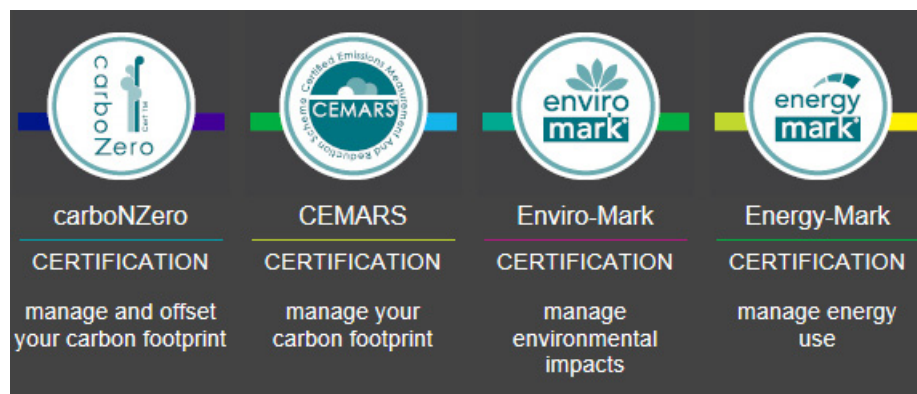 carboNZero
Cert TM
Certified Emissions Measurement And Reduction Scheme
CEMARS
enviro
mark
energy
mark
carboNZero
CEMARS
Enviro-Mark
Energy-Mark
CERTIFICATION
CERTIFICATION
CERTIFICATION
CERTIFICATION
manage and offset
your carbon footprint
manage your
carbon footprint
manage
environmental
impacts
manage energy
use